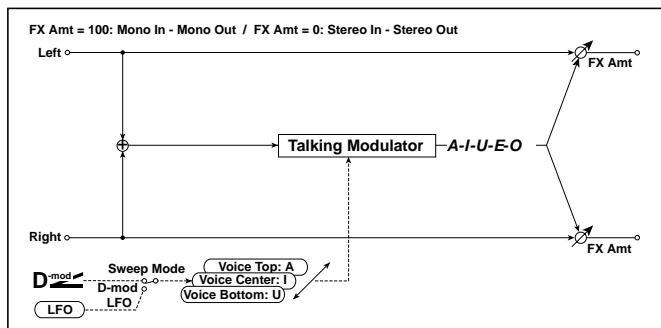 FX Amt = 100: Mono In - Mono Out / FX Amt = 0: Stereo In - Stereo Out
Left
FX Amt
+
Talking Modulator
A-I-U-E-O
Right
FX Amt
D-mod
Sweep Mode
D-mod
LFO
LFO
Voice Top: A
Voice Center: I
Voice Bottom: U